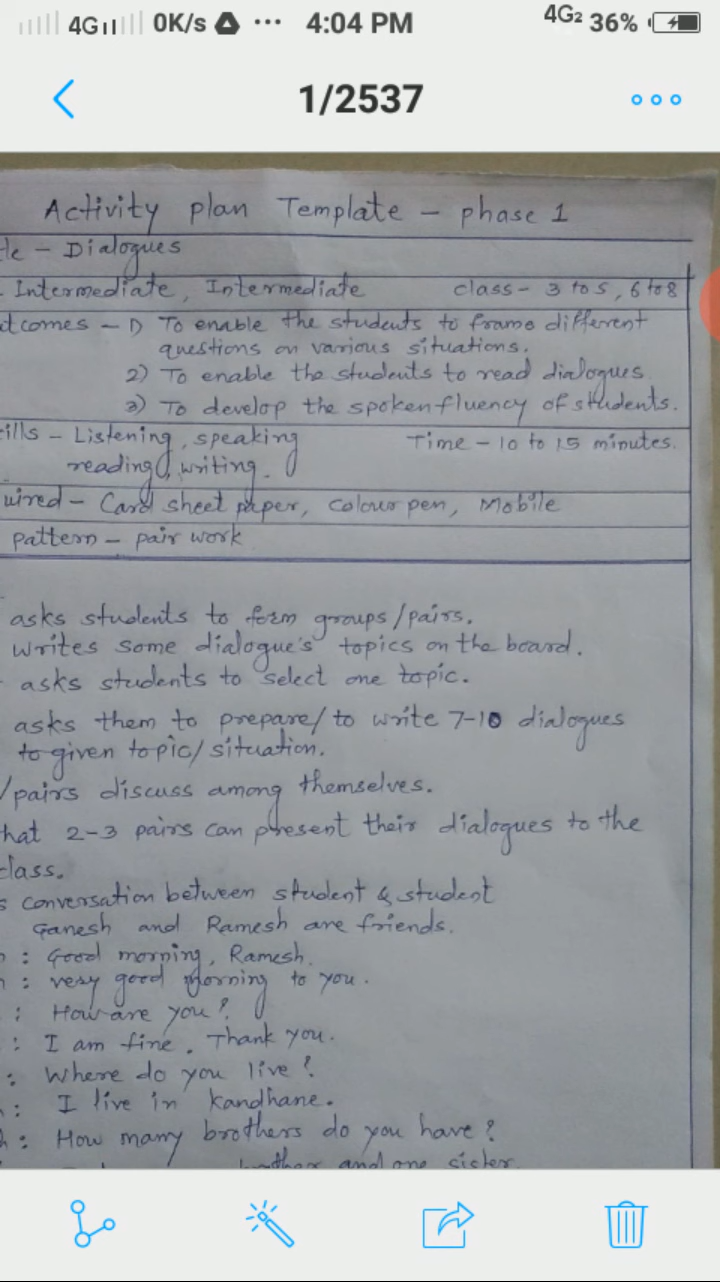 4G 0K/s ··· 4:04 PM 4G2 36%
1/2537
Activity plan Template - phase 1
tle - Dialogues
Intermediate, Intermediate class - 3 to 5, 6 to 8
tcomes - 1) To enable the students to frame different
questions on various situations.
2) To enable the students to read dialogues
3) To develop the spoken fluency of students.
ills - Listening, speaking Time - 10 to 15 minutes.
reading, writing.
uired - Card sheet paper, Colour pen, Mobile
pattern - pair work
asks students to form groups/pairs.
writes some dialogue's topics on the board.
asks students to select one topic.
asks them to prepare/to write 7-10 dialogues
to given topic/situation.
/pairs discuss among themselves.
hat 2-3 pairs can present their dialogues to the
class.
s conversation between student & student
Ganesh and Ramesh are friends.
: Good morning, Ramesh.
: very good morning to you.
: How are you?
: I am fine. Thank you.
: Where do you live?
: I live in Kandhane.
: How many brothers do you have?
and one sister